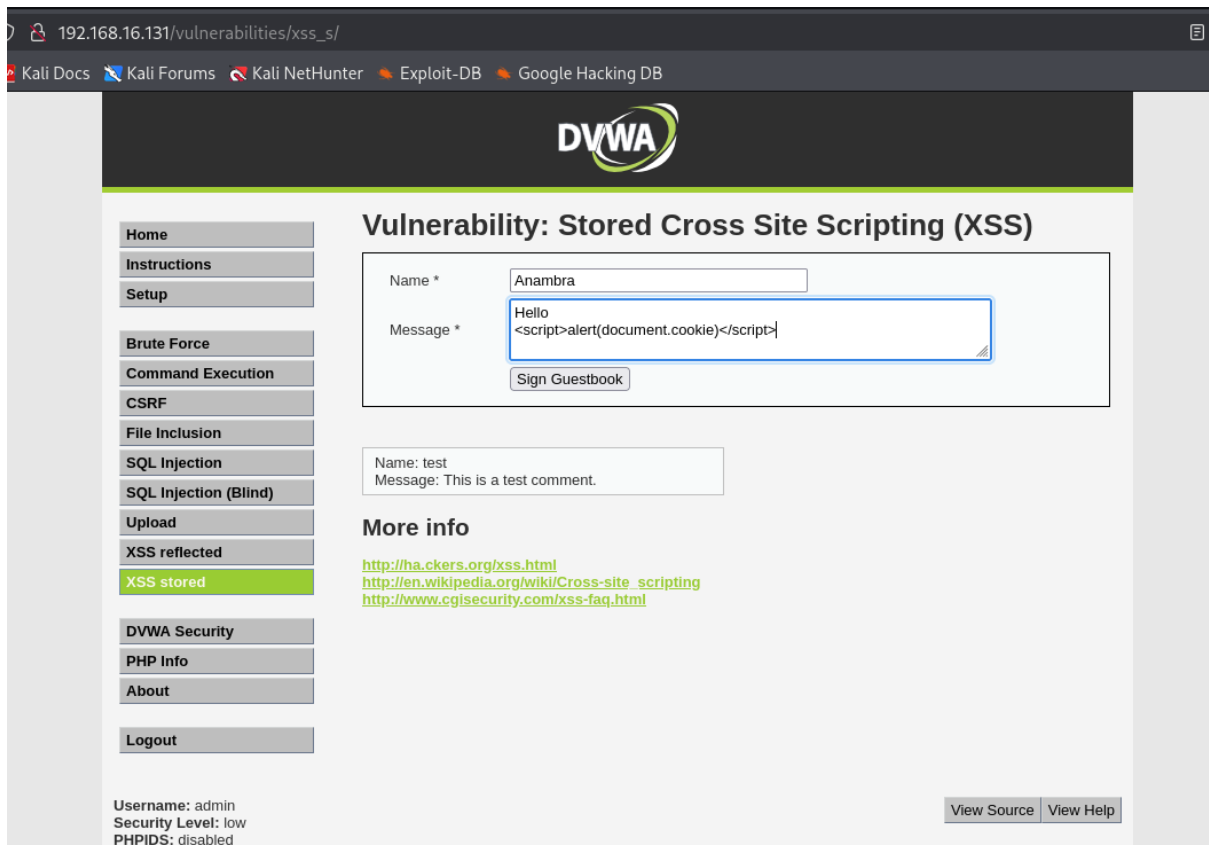 192.168.16.131/vulnerabilities/xss_s/
Kali Docs Kali Forums Kali NetHunter Exploit-DB Google Hacking DB
DVWA
Home
Instructions
Setup
Brute Force
Command Execution
CSRF
File Inclusion
SQL Injection
SQL Injection (Blind)
Upload
XSS reflected
XSS stored
DVWA Security
PHP Info
About
Logout
Vulnerability: Stored Cross Site Scripting (XSS)
Name * Anambra
Message * Hello
<script>alert(document.cookie)</script>
Sign Guestbook
Name: test
Message: This is a test comment.
More info
http://ha.ckers.org/xss.html
http://en.wikipedia.org/wiki/Cross-site_scripting
http://www.cgisecurity.com/xss-faq.html
Username: admin
Security Level: low
PHPIDS: disabled
View Source View Help